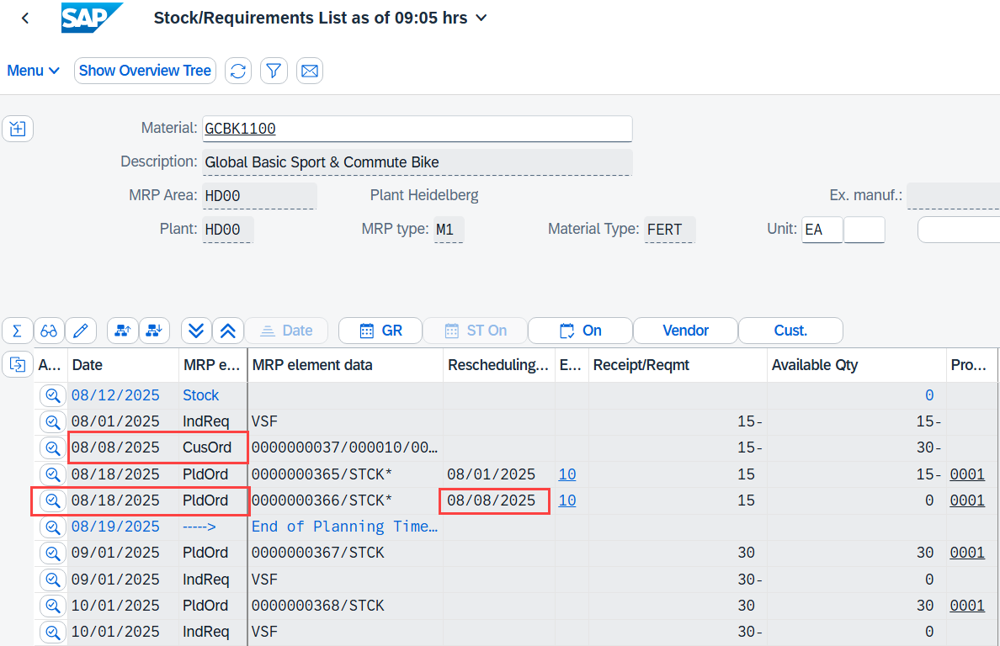 SAP Stock/Requirements List as of 09:05 hrs
Menu Show Overview Tree
Material: GCBK1100
Description: Global Basic Sport & Commute Bike
MRP Area: HD00 Plant Heidelberg Ex. manuf.:
Plant: HD00 MRP type: M1 Material Type: FERT Unit: EA
Σ Date GR ST On On Vendor Cust.
A... Date MRP e... MRP element data Rescheduling... E... Receipt/Reqmt Available Qty Pro...
08/12/2025 Stock 0
08/01/2025 IndReq VSF 15- 15-
08/08/2025 CusOrd 0000000037/000010/00... 15- 30-
08/18/2025 PldOrd 0000000365/STCK* 08/01/2025 10 15 15- 0001
08/18/2025 PldOrd 0000000366/STCK* 08/08/2025 10 15 0 0001
08/19/2025 -----> End of Planning Time...
09/01/2025 PldOrd 0000000367/STCK 30 30 0001
09/01/2025 IndReq VSF 30- 0
10/01/2025 PldOrd 0000000368/STCK 30 30 0001
10/01/2025 IndReq VSF 30- 0